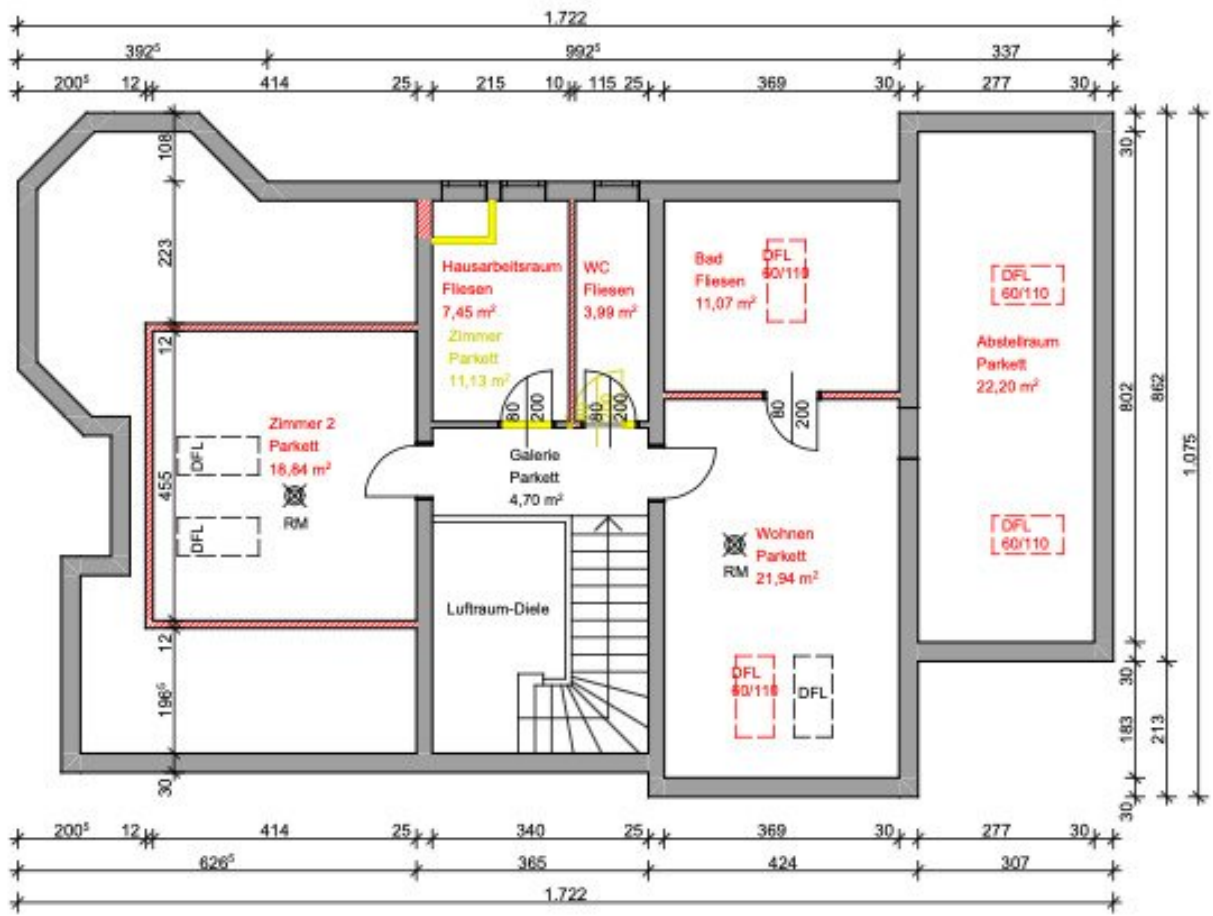 1.722
392⁵ 992⁵ 337
200⁵ 12 414 25 215 10 115 25 369 30 277 30
108
223
12
455
12
196⁵
30
Hausarbeitsraum
Fliesen
7,45 m²
Zimmer
Parkett
11,13 m²
WC
Fliesen
3,99 m²
Bad
Fliesen
11,07 m²
DFL
60/110
DFL
60/110
Abstellraum
Parkett
22,20 m²
DFL
60/110
Zimmer 2
Parkett
18,84 m²
RM
DFL
DFL
80
200
80
200
80
200
Galerie
Parkett
4,70 m²
Luftraum-Diele
Wohnen
Parkett
21,94 m²
RM
DFL
60/110
DFL
30
802
30
183
30
862
213
1.075
200⁵ 12 414 25 340 25 369 30 277 30
626⁵ 365 424 307
1.722